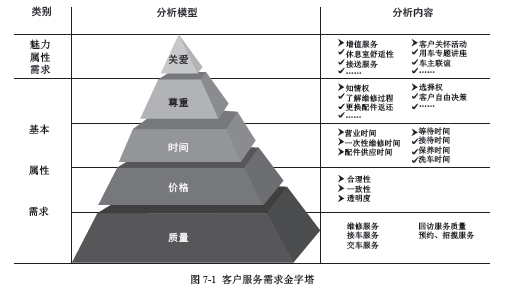 类别 分析模型 分析内容
魅力
属性
需求
关爱
➤增值服务 ➤客户关怀活动
✓休息室舒适性 ✓用车专题讲座
✓接送服务 ✓车主联谊
✓…… ✓……
尊重
➤知情权 ➤选择权
✓了解维修过程 ✓客户自由决策
✓更换配件返还 ✓……
✓……
基本
属性
需求
时间
➤营业时间 ➤等待时间
➤一次性维修时间 ✓接待时间
➤配件供应时间 ✓保养时间
✓洗车时间
价格
➤合理性
➤一致性
➤透明度
质量
维修服务 回访服务质量
接车服务 预约、招揽服务
交车服务
图 7-1 客户服务需求金字塔